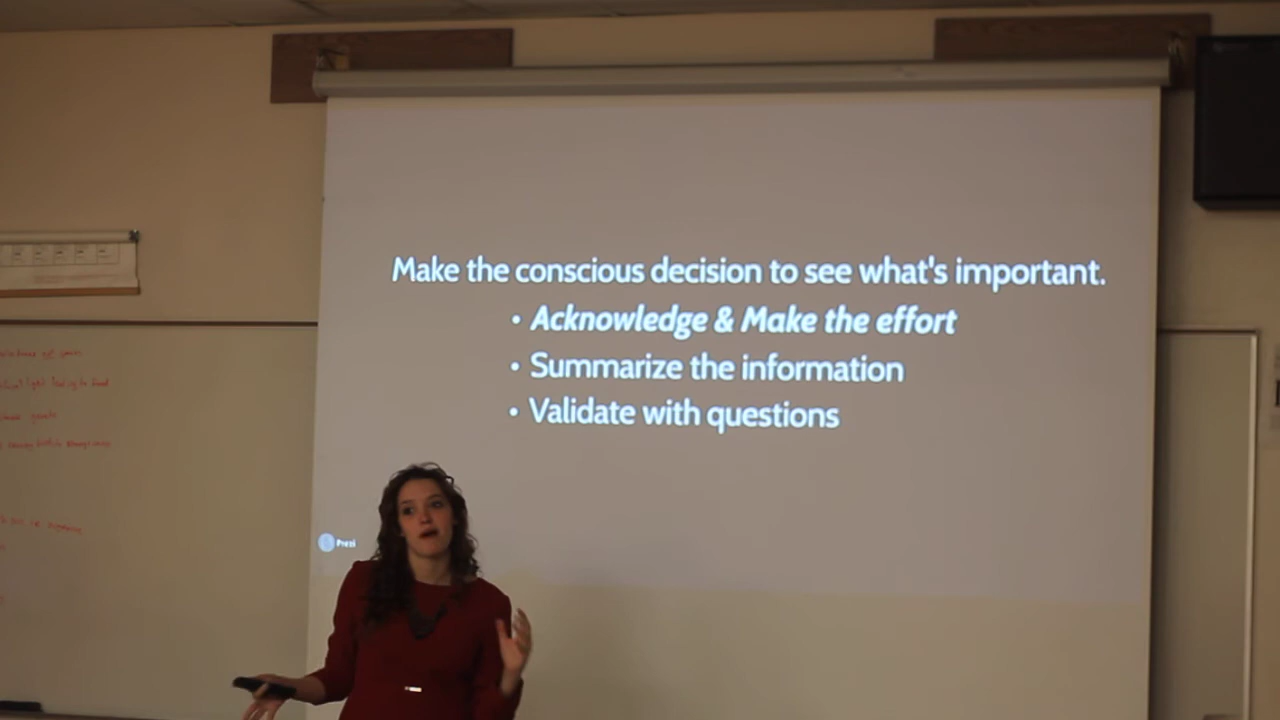 Make the conscious decision to see what's important.
• Acknowledge & Make the effort
• Summarize the information
• Validate with questions
Prezi